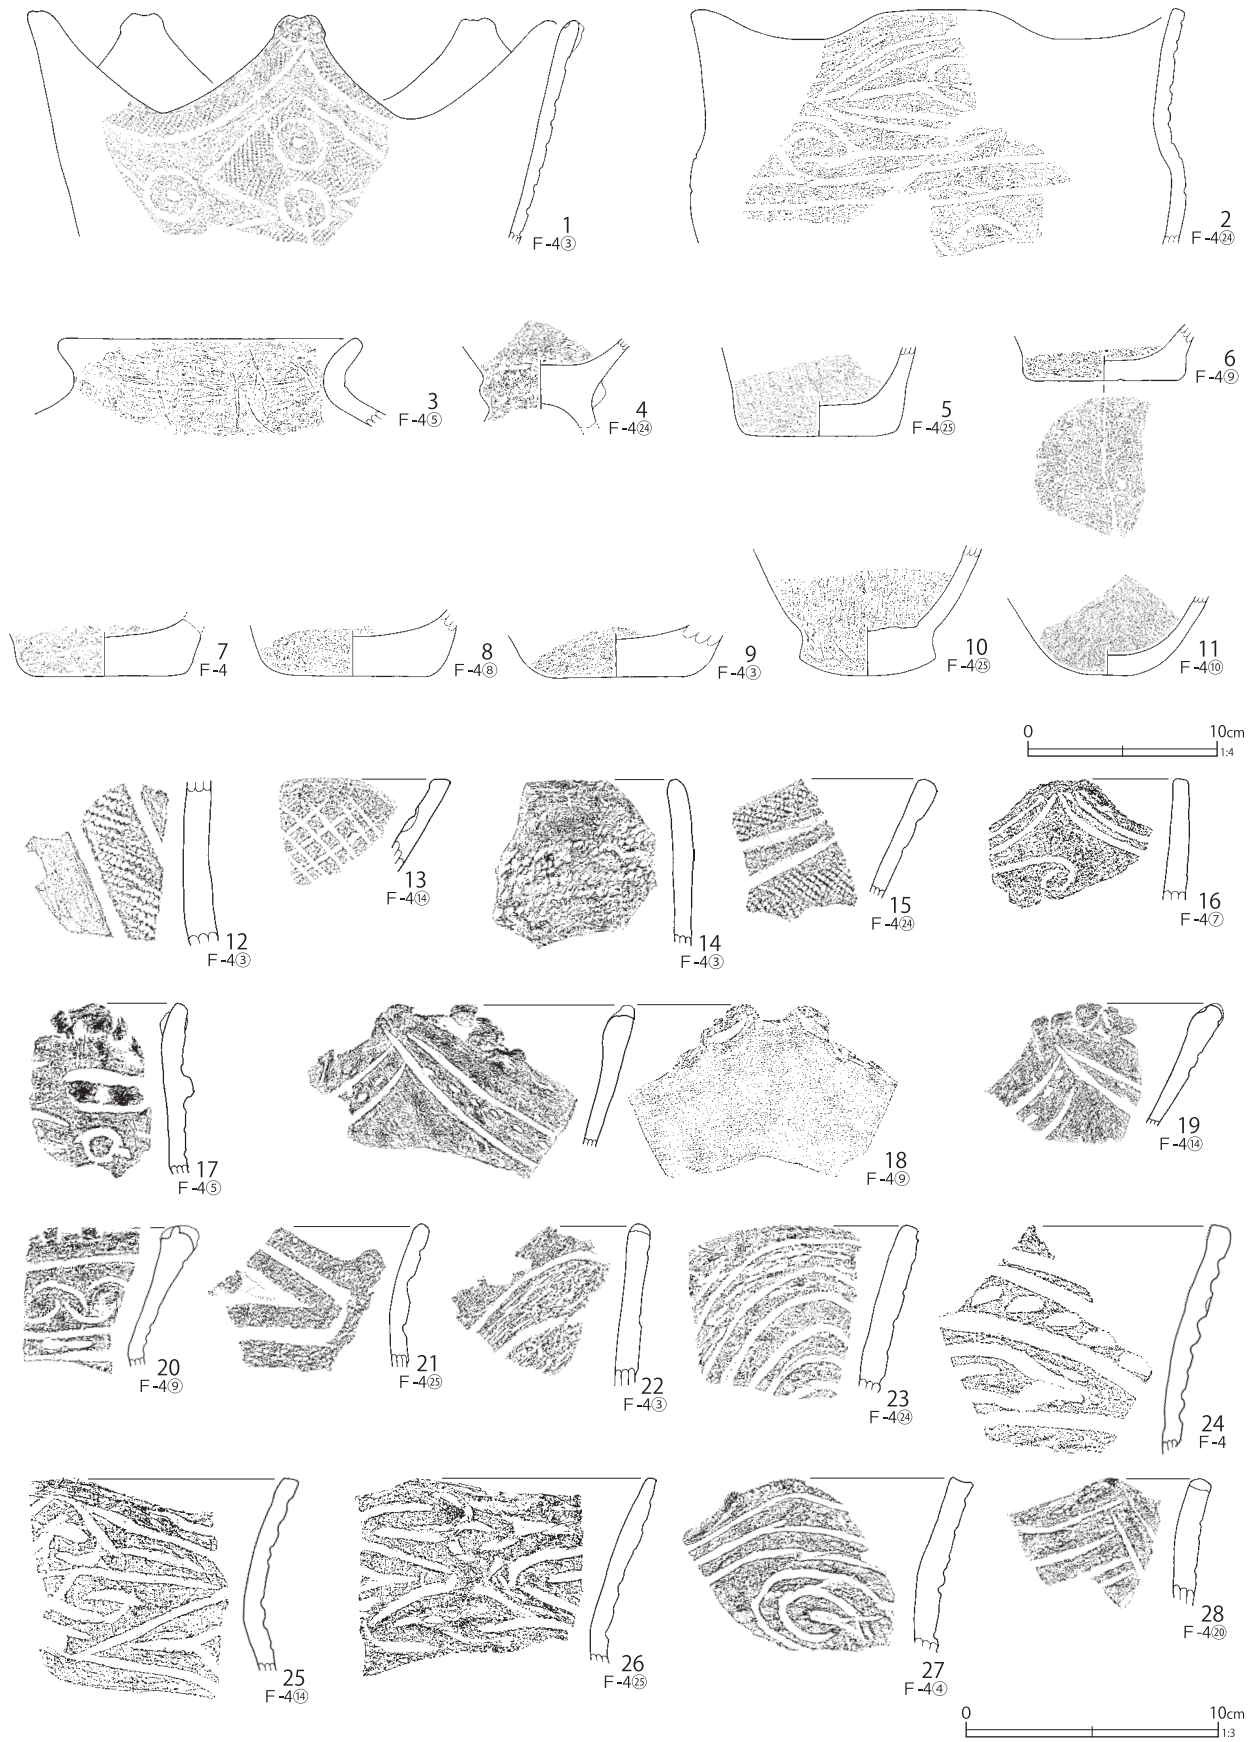 1
F-4③
2
F-4㉔
3
F-4⑤
4
F-4㉔
5
F-4㉕
6
F-4⑨
7
F-4
8
F-4⑧
9
F-4③
10
F-4㉕
11
F-4⑩
0 10cm
1:4
12
F-4③
13
F-4⑭
14
F-4③
15
F-4㉔
16
F-4⑦
17
F-4⑤
18
F-4⑨
19
F-4⑭
20
F-4⑨
21
F-4㉕
22
F-4③
23
F-4㉔
24
F-4
25
F-4⑭
26
F-4㉕
27
F-4④
28
F-4⑳
0 10cm
1:3